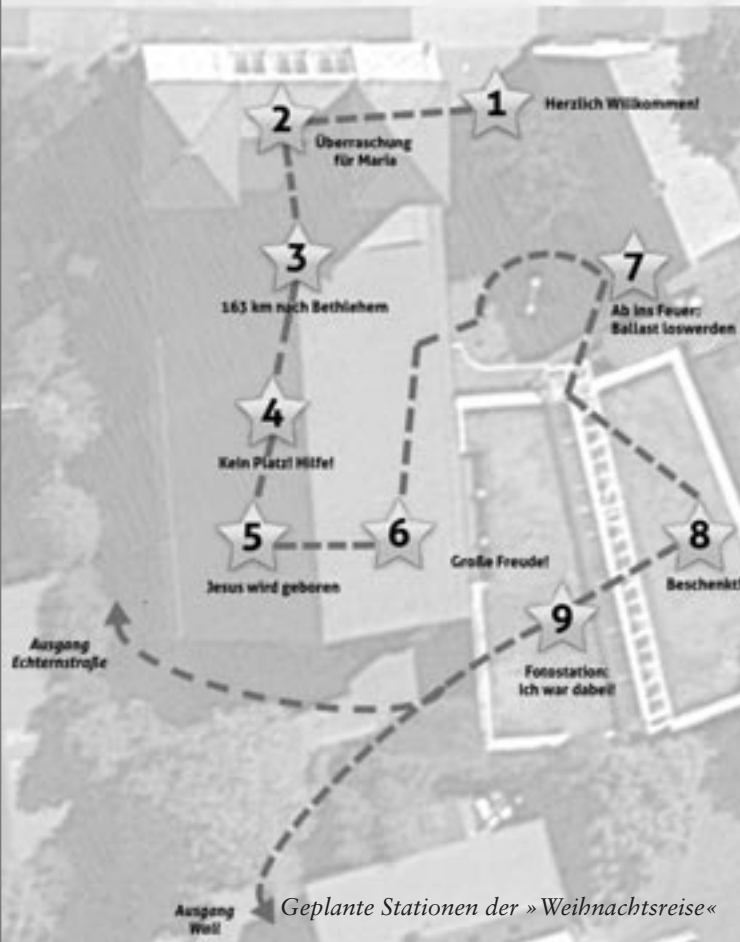 1
Herzlich Willkommen!
2
Überraschung
für Maria
3
163 km nach Bethlehem
4
Kein Platz! Hilfe!
5
Jesus wird geboren
6
Große Freude!
7
Ab ins Feuer:
Ballast loswerden
8
Beschenkt!
9
Fotostation:
Ich war dabei!
Ausgang
Echternstraße
Ausgang
Wall
Geplante Stationen der »Weihnachtsreise«